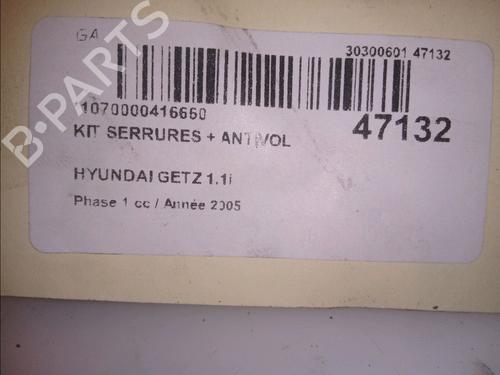 GA
30300601 47132
1070000416660
47132
KIT SERRURES + ANTIVOL
HYUNDAI GETZ 1.1i
Phase 1 cc / Année 2005
B-PARTS